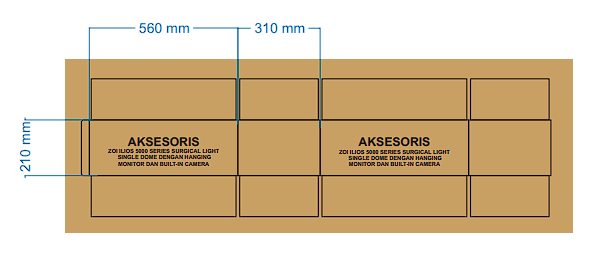 560 mm
310 mm
210 mm
AKSESORIS
ZOI ILIOS 5000 SERIES SURGICAL LIGHT
SINGLE DOME DENGAN HANGING
MONITOR DAN BUILT-IN CAMERA
AKSESORIS
ZOI ILIOS 5000 SERIES SURGICAL LIGHT
SINGLE DOME DENGAN HANGING
MONITOR DAN BUILT-IN CAMERA